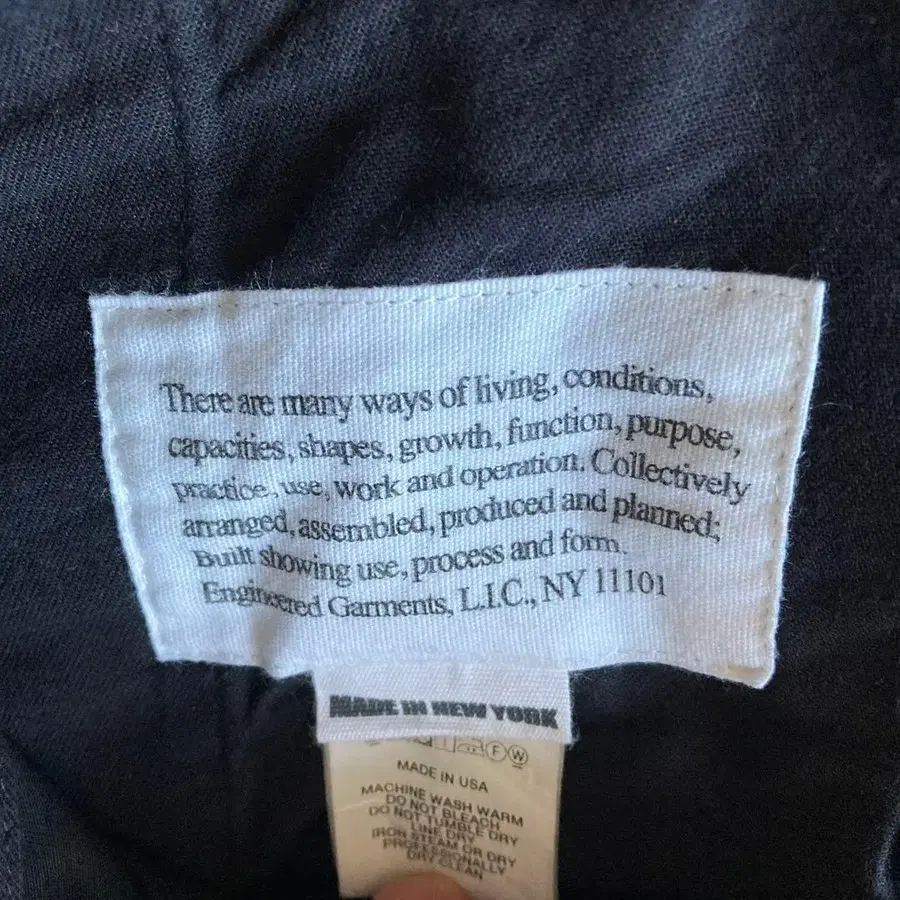 There are many ways of living, conditions,
capacities, shapes, growth, function, purpose,
practice, use, work and operation. Collectively
arranged, assembled, produced and planned;
Built showing use, process and form.
Engineered Garments, L.I.C., NY 11101
MADE IN NEW YORK
F W
MADE IN USA
MACHINE WASH WARM
DO NOT BLEACH
DO NOT TUMBLE DRY
LINE DRY
IRON STEAM OR DRY
PROFESSIONALLY
DRY CLEAN